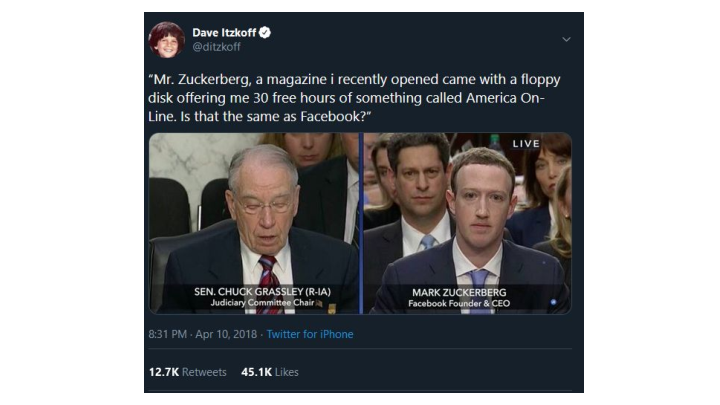 Dave Itzkoff
@ditzkoff
“Mr. Zuckerberg, a magazine i recently opened came with a floppy
disk offering me 30 free hours of something called America On-
Line. Is that the same as Facebook?”
LIVE
SEN. CHUCK GRASSLEY (R-IA)
Judiciary Committee Chair
MARK ZUCKERBERG
Facebook Founder & CEO
8:31 PM · Apr 10, 2018 · Twitter for iPhone
12.7K Retweets 45.1K Likes